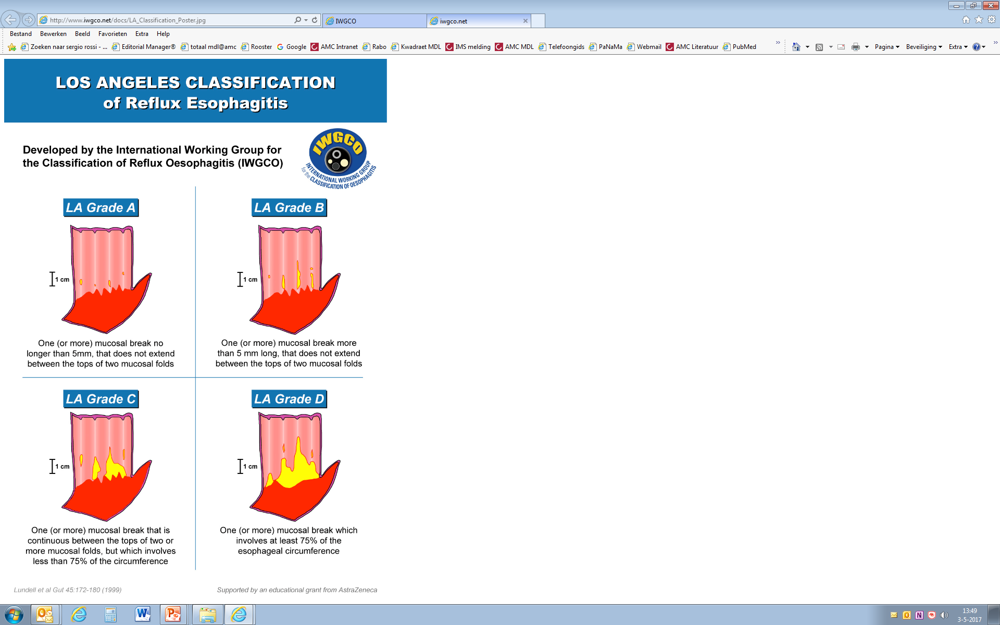 http://www.iwgco.net/docs/LA_Classification_Poster.jpg
IWGCO
iwgco.net
Bestand Bewerken Beeld Favorieten Extra Help
Zoeken naar sergio rossi - ... Editorial Manager® totaal mdl@amc Rooster Google AMC Intranet Rabo Kwadraet MDL IMS melding AMC MDL Telefoongids PaNaMa Webmail AMC Literatuur PubMed
Pagina Beveiliging Extra
LOS ANGELES CLASSIFICATION
of Reflux Esophagitis
Developed by the International Working Group for
the Classification of Reflux Oesophagitis (IWGCO)
IWGCO
INTERNATIONAL WORKING GROUP
for the CLASSIFICATION OF OESOPHAGITIS
LA Grade A
1 cm
One (or more) mucosal break no
longer than 5mm, that does not extend
between the tops of two mucosal folds
LA Grade B
1 cm
One (or more) mucosal break more
than 5 mm long, that does not extend
between the tops of two mucosal folds
LA Grade C
1 cm
One (or more) mucosal break that is
continuous between the tops of two or
more mucosal folds, but which involves
less than 75% of the circumference
LA Grade D
1 cm
One (or more) mucosal break which
involves at least 75% of the
esophageal circumference
Lundell et al Gut 45:172-180 (1999)
Supported by an educational grant from AstraZeneca
13:49
3-5-2017